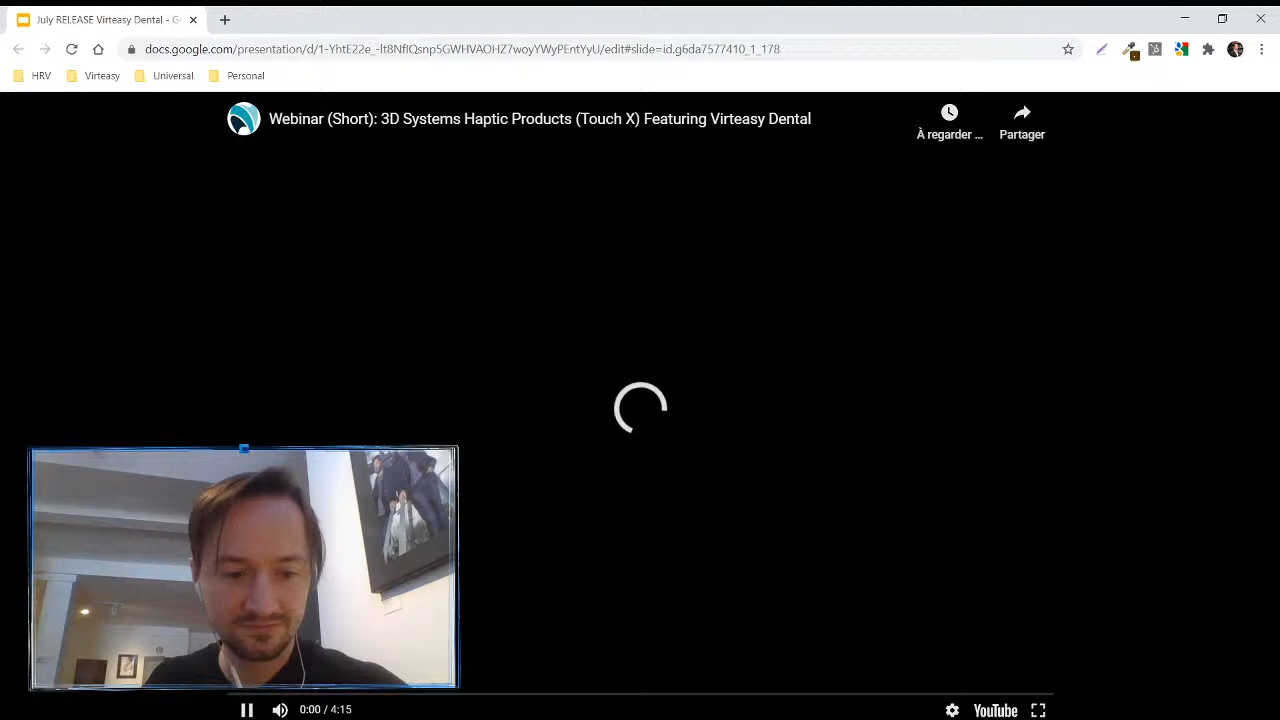 July RELEASE Virteasy Dental - G
docs.google.com/presentation/d/1-YhtE22e_-lt8NflQsnp5GWHVAOHZ7woyYWyPEntYyU/edit#slide=id.g6da7577410_1_178
HRV Virteasy Universal Personal
Webinar (Short): 3D Systems Haptic Products (Touch X) Featuring Virteasy Dental
À regarder ... Partager
0:00 / 4:15 YouTube